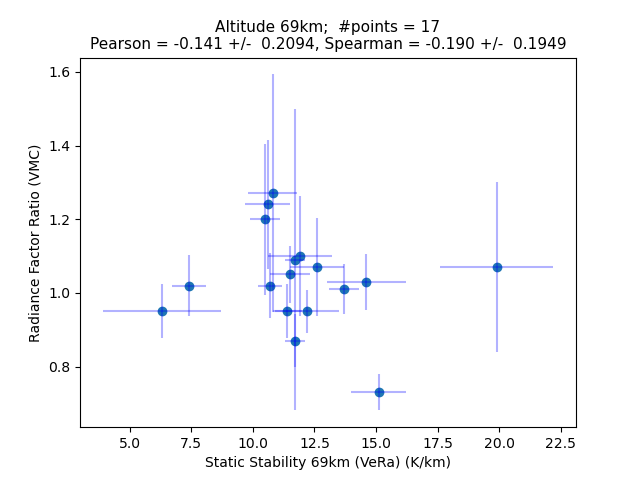 Altitude 69km;  #points = 17
Pearson = -0.141 +/-  0.2094, Spearman = -0.190 +/-  0.1949
1.6
1.4
1.2
1.0
0.8
Radiance Factor Ratio (VMC)
5.0 7.5 10.0 12.5 15.0 17.5 20.0 22.5
Static Stability 69km (VeRa) (K/km)